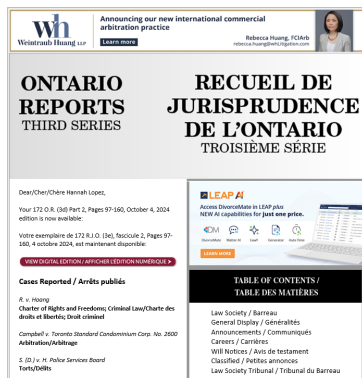 wh
Weintraub Huang LLP
Announcing our new international commercial
arbitration practice
Learn more
Rebecca Huang, FCIArb
rebecca.huang@whLitigation.com
ONTARIO
REPORTS
THIRD SERIES
RECUEIL DE
JURISPRUDENCE
DE L'ONTARIO
TROISIÈME SÉRIE
Dear/Cher/Chère Hannah Lopez,
Your 172 O.R. (3d) Part 2, Pages 97-160, October 4, 2024
edition is now available:
Votre exemplaire de 172 R.J.O. (3e), fascicule 2, Pages 97-
160, 4 octobre 2024, est maintenant disponible:
VIEW DIGITAL EDITION / AFFICHER L'ÉDITION NUMÉRIQUE >
Cases Reported / Arrêts publiés
R. v. Hoang
Charter of Rights and Freedoms; Criminal Law/Charte des
droits et libertés; Droit criminel
Campbell v. Toronto Standard Condominium Corp. No. 2600
Arbitration/Arbitrage
S. (D.) v. H. Police Services Board
Torts/Délits
LEAP AI
Access DivorceMate in LEAP plus
NEW AI capabilities for just one price.
DM
DivorceMate
Matter AI
LawY
Generator
Auto Time
LEARN MORE
TABLE OF CONTENTS /
TABLE DES MATIÈRES
Law Society / Barreau
General Display / Généralités
Announcements / Communiqués
Careers / Carrières
Will Notices / Avis de testament
Classified / Petites annonces
Law Society Tribunal / Tribunal du Barreau